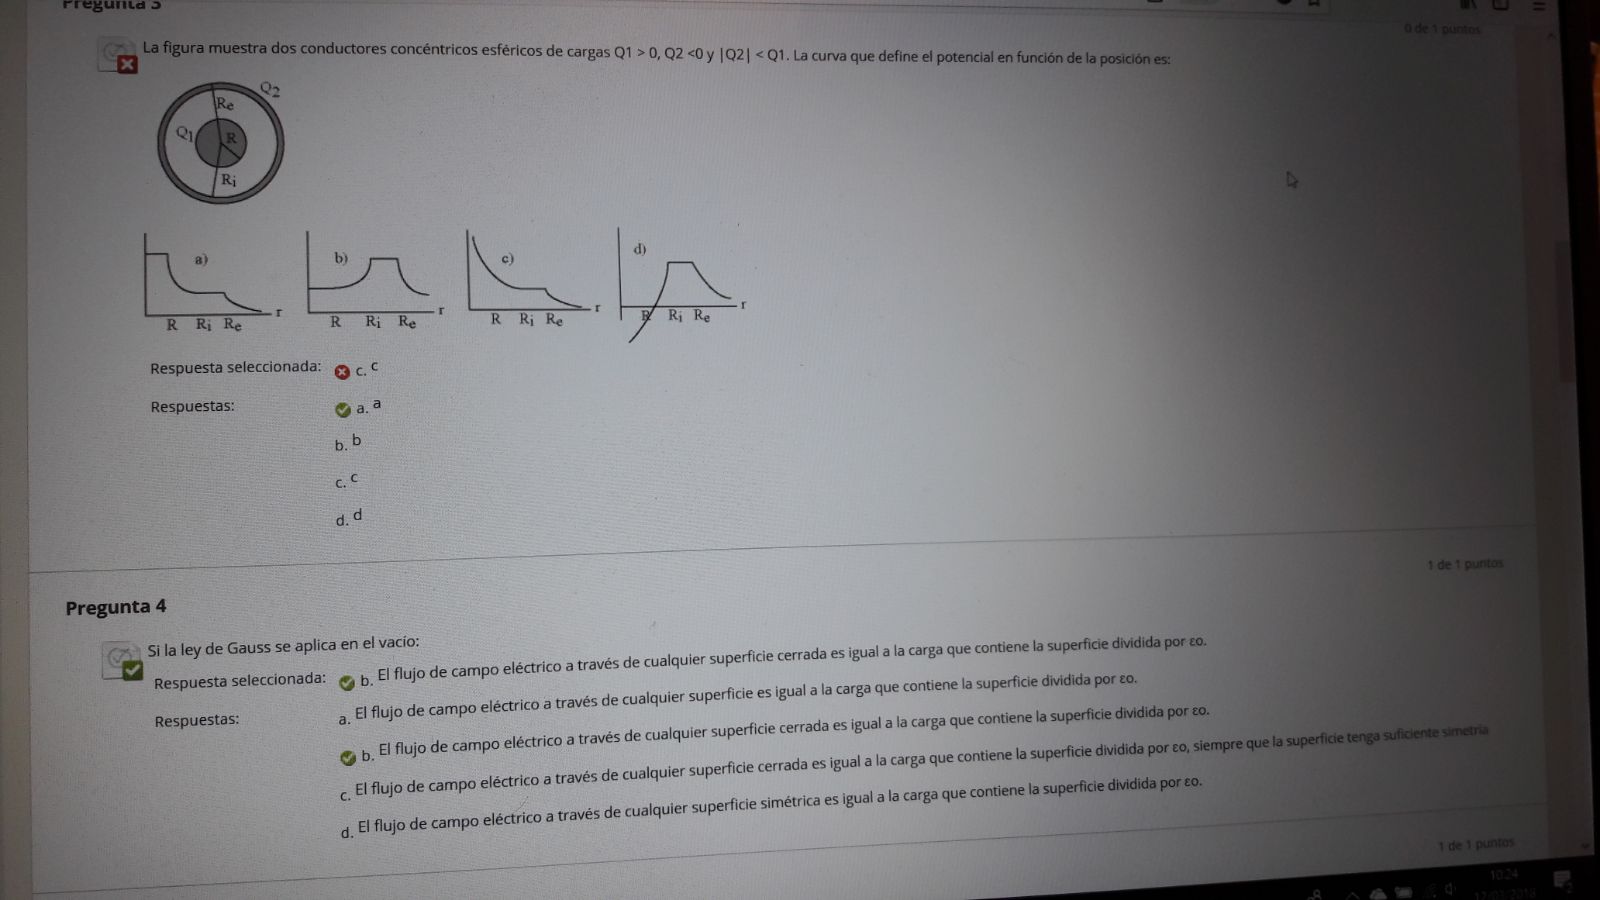 Pregunta 3
0 de 1 puntos
La figura muestra dos conductores concéntricos esféricos de cargas Q1 > 0, Q2 <0 y |Q2| < Q1. La curva que define el potencial en función de la posición es:
Q2
Re
Q1
R
Ri
a)
b)
c)
d)
r
r
r
r
R Ri Re
R Ri Re
R Ri Re
R Ri Re
Respuesta seleccionada: c. c
Respuestas: a. a
b. b
c. c
d. d
1 de 1 puntos
Pregunta 4
Si la ley de Gauss se aplica en el vacío:
Respuesta seleccionada: b. El flujo de campo eléctrico a través de cualquier superficie cerrada es igual a la carga que contiene la superficie dividida por εo.
Respuestas: a. El flujo de campo eléctrico a través de cualquier superficie es igual a la carga que contiene la superficie dividida por εo.
b. El flujo de campo eléctrico a través de cualquier superficie cerrada es igual a la carga que contiene la superficie dividida por εo.
c. El flujo de campo eléctrico a través de cualquier superficie cerrada es igual a la carga que contiene la superficie dividida por εo, siempre que la superficie tenga suficiente simetría
d. El flujo de campo eléctrico a través de cualquier superficie simétrica es igual a la carga que contiene la superficie dividida por εo.
1 de 1 puntos
10:24